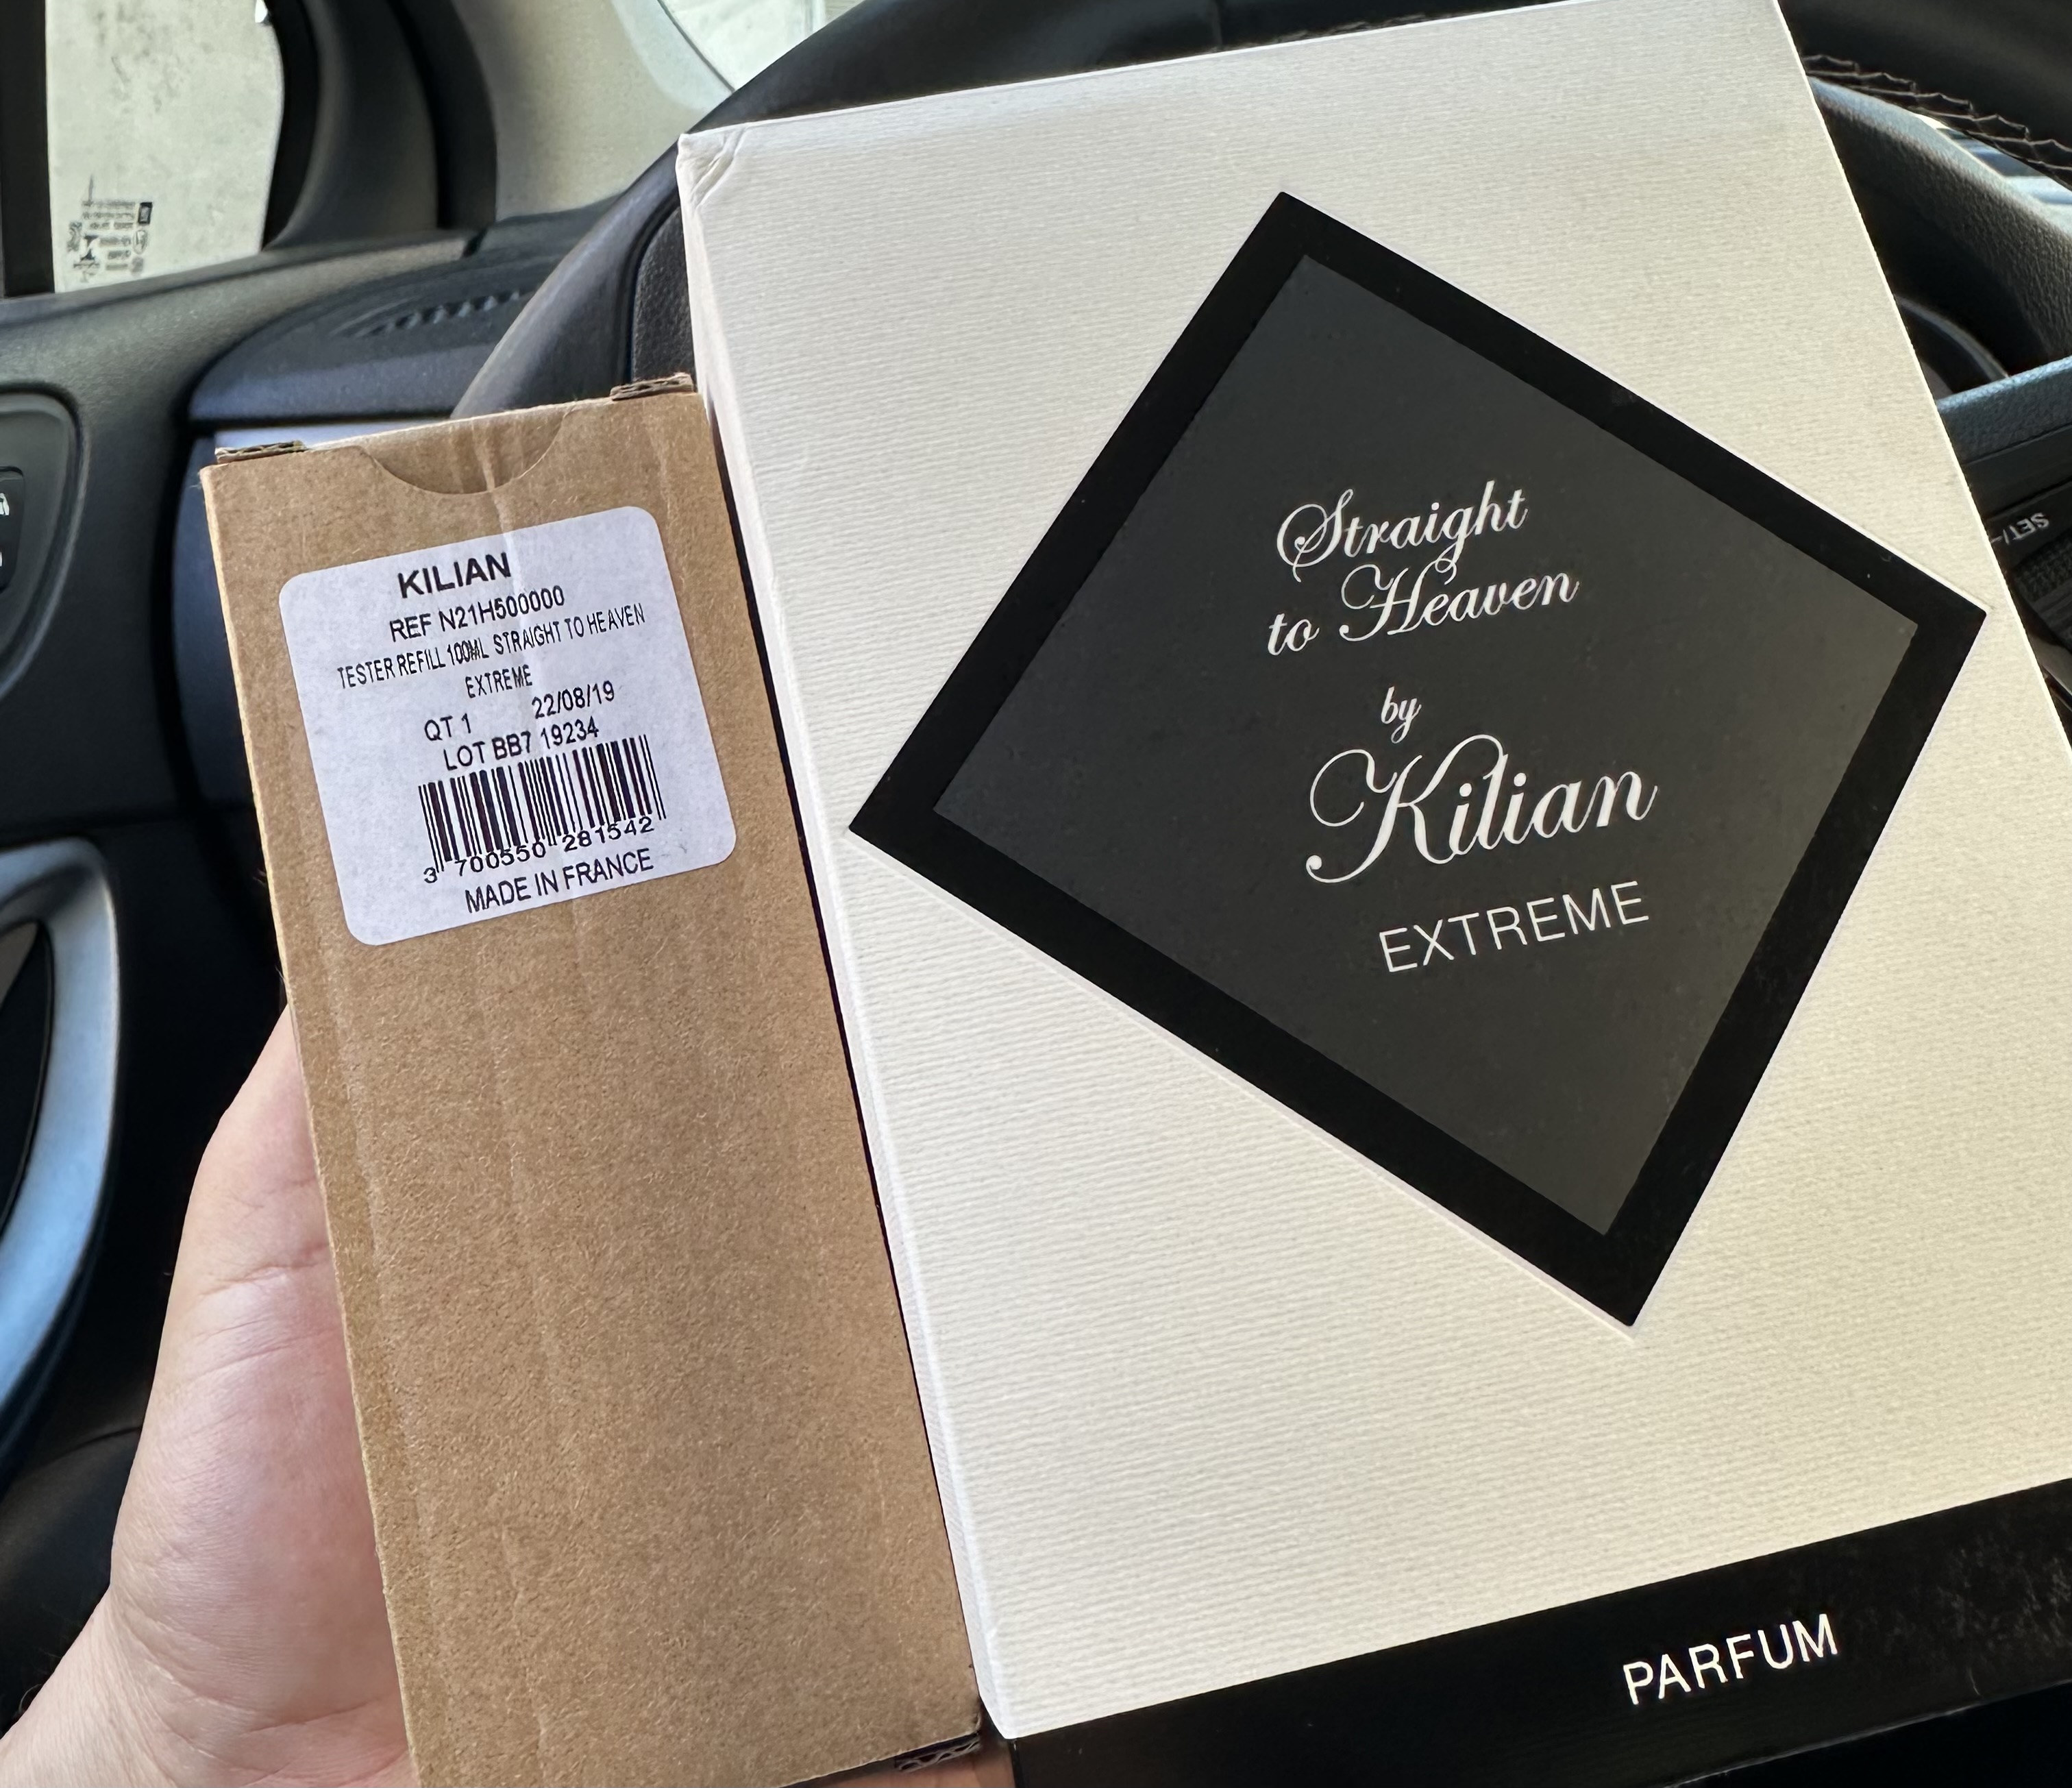 KILIAN
REF N21H500000
TESTER REFILL 100ML STRAIGHT TO HEAVEN
EXTREME
QT 1 22/08/19
LOT BB7 19234
3 700550 281542
MADE IN FRANCE
Straight
to Heaven
by
Kilian
EXTREME
PARFUM
SET/-